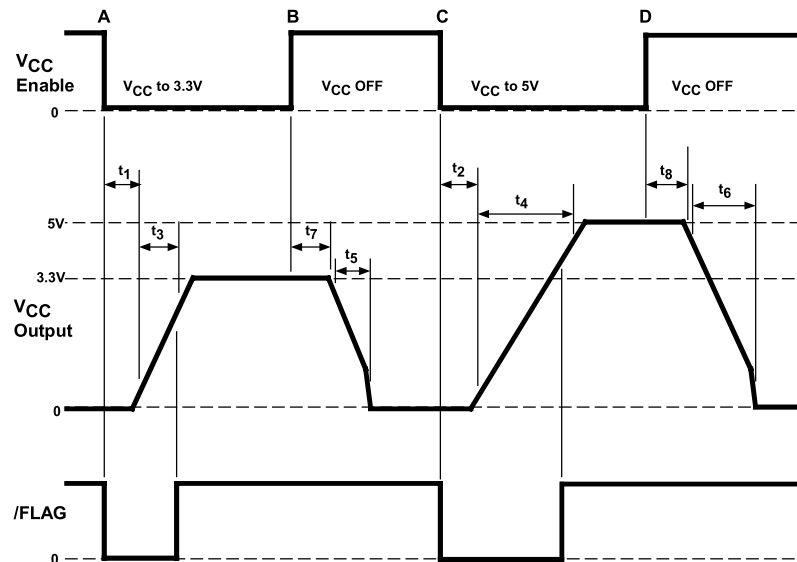 A B C D
VCC Enable
VCC to 3.3V VCC OFF VCC to 5V VCC OFF
0
t1 t2 t8
t4 t6
5V
t3 t7 t5
3.3V
VCC Output
0
/FLAG
0